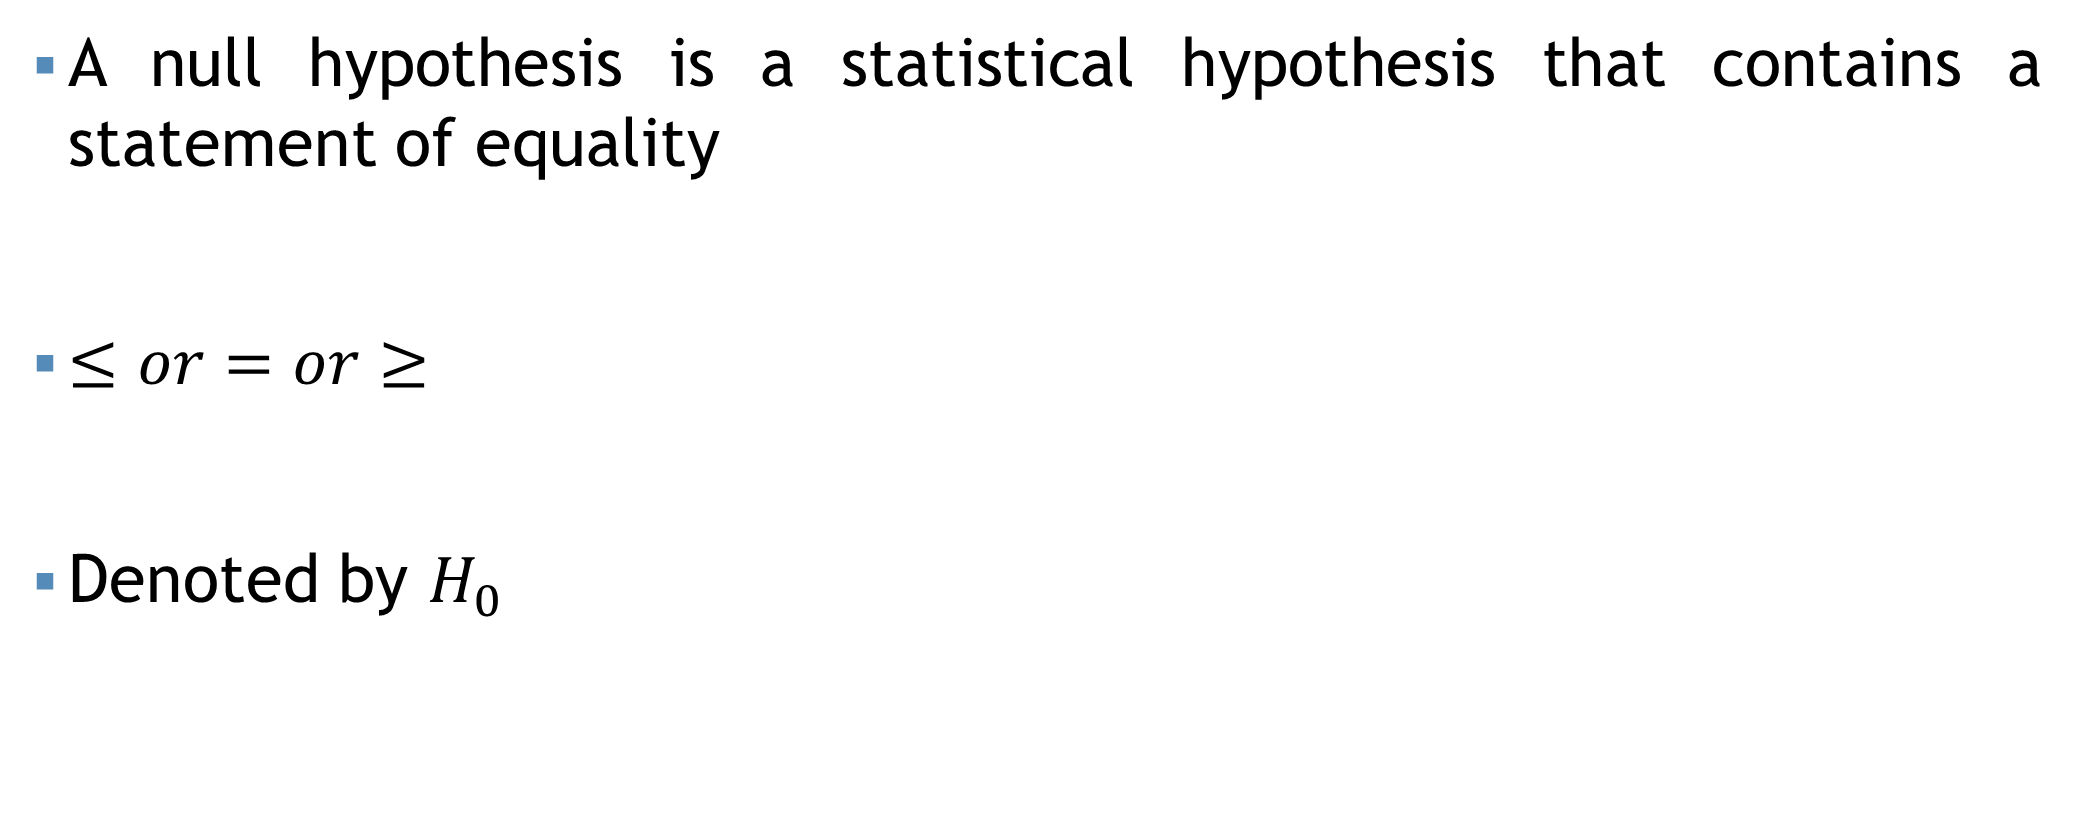 ▪ A null hypothesis is a statistical hypothesis that contains a
statement of equality
▪ ≤ or = or ≥
▪ Denoted by H₀